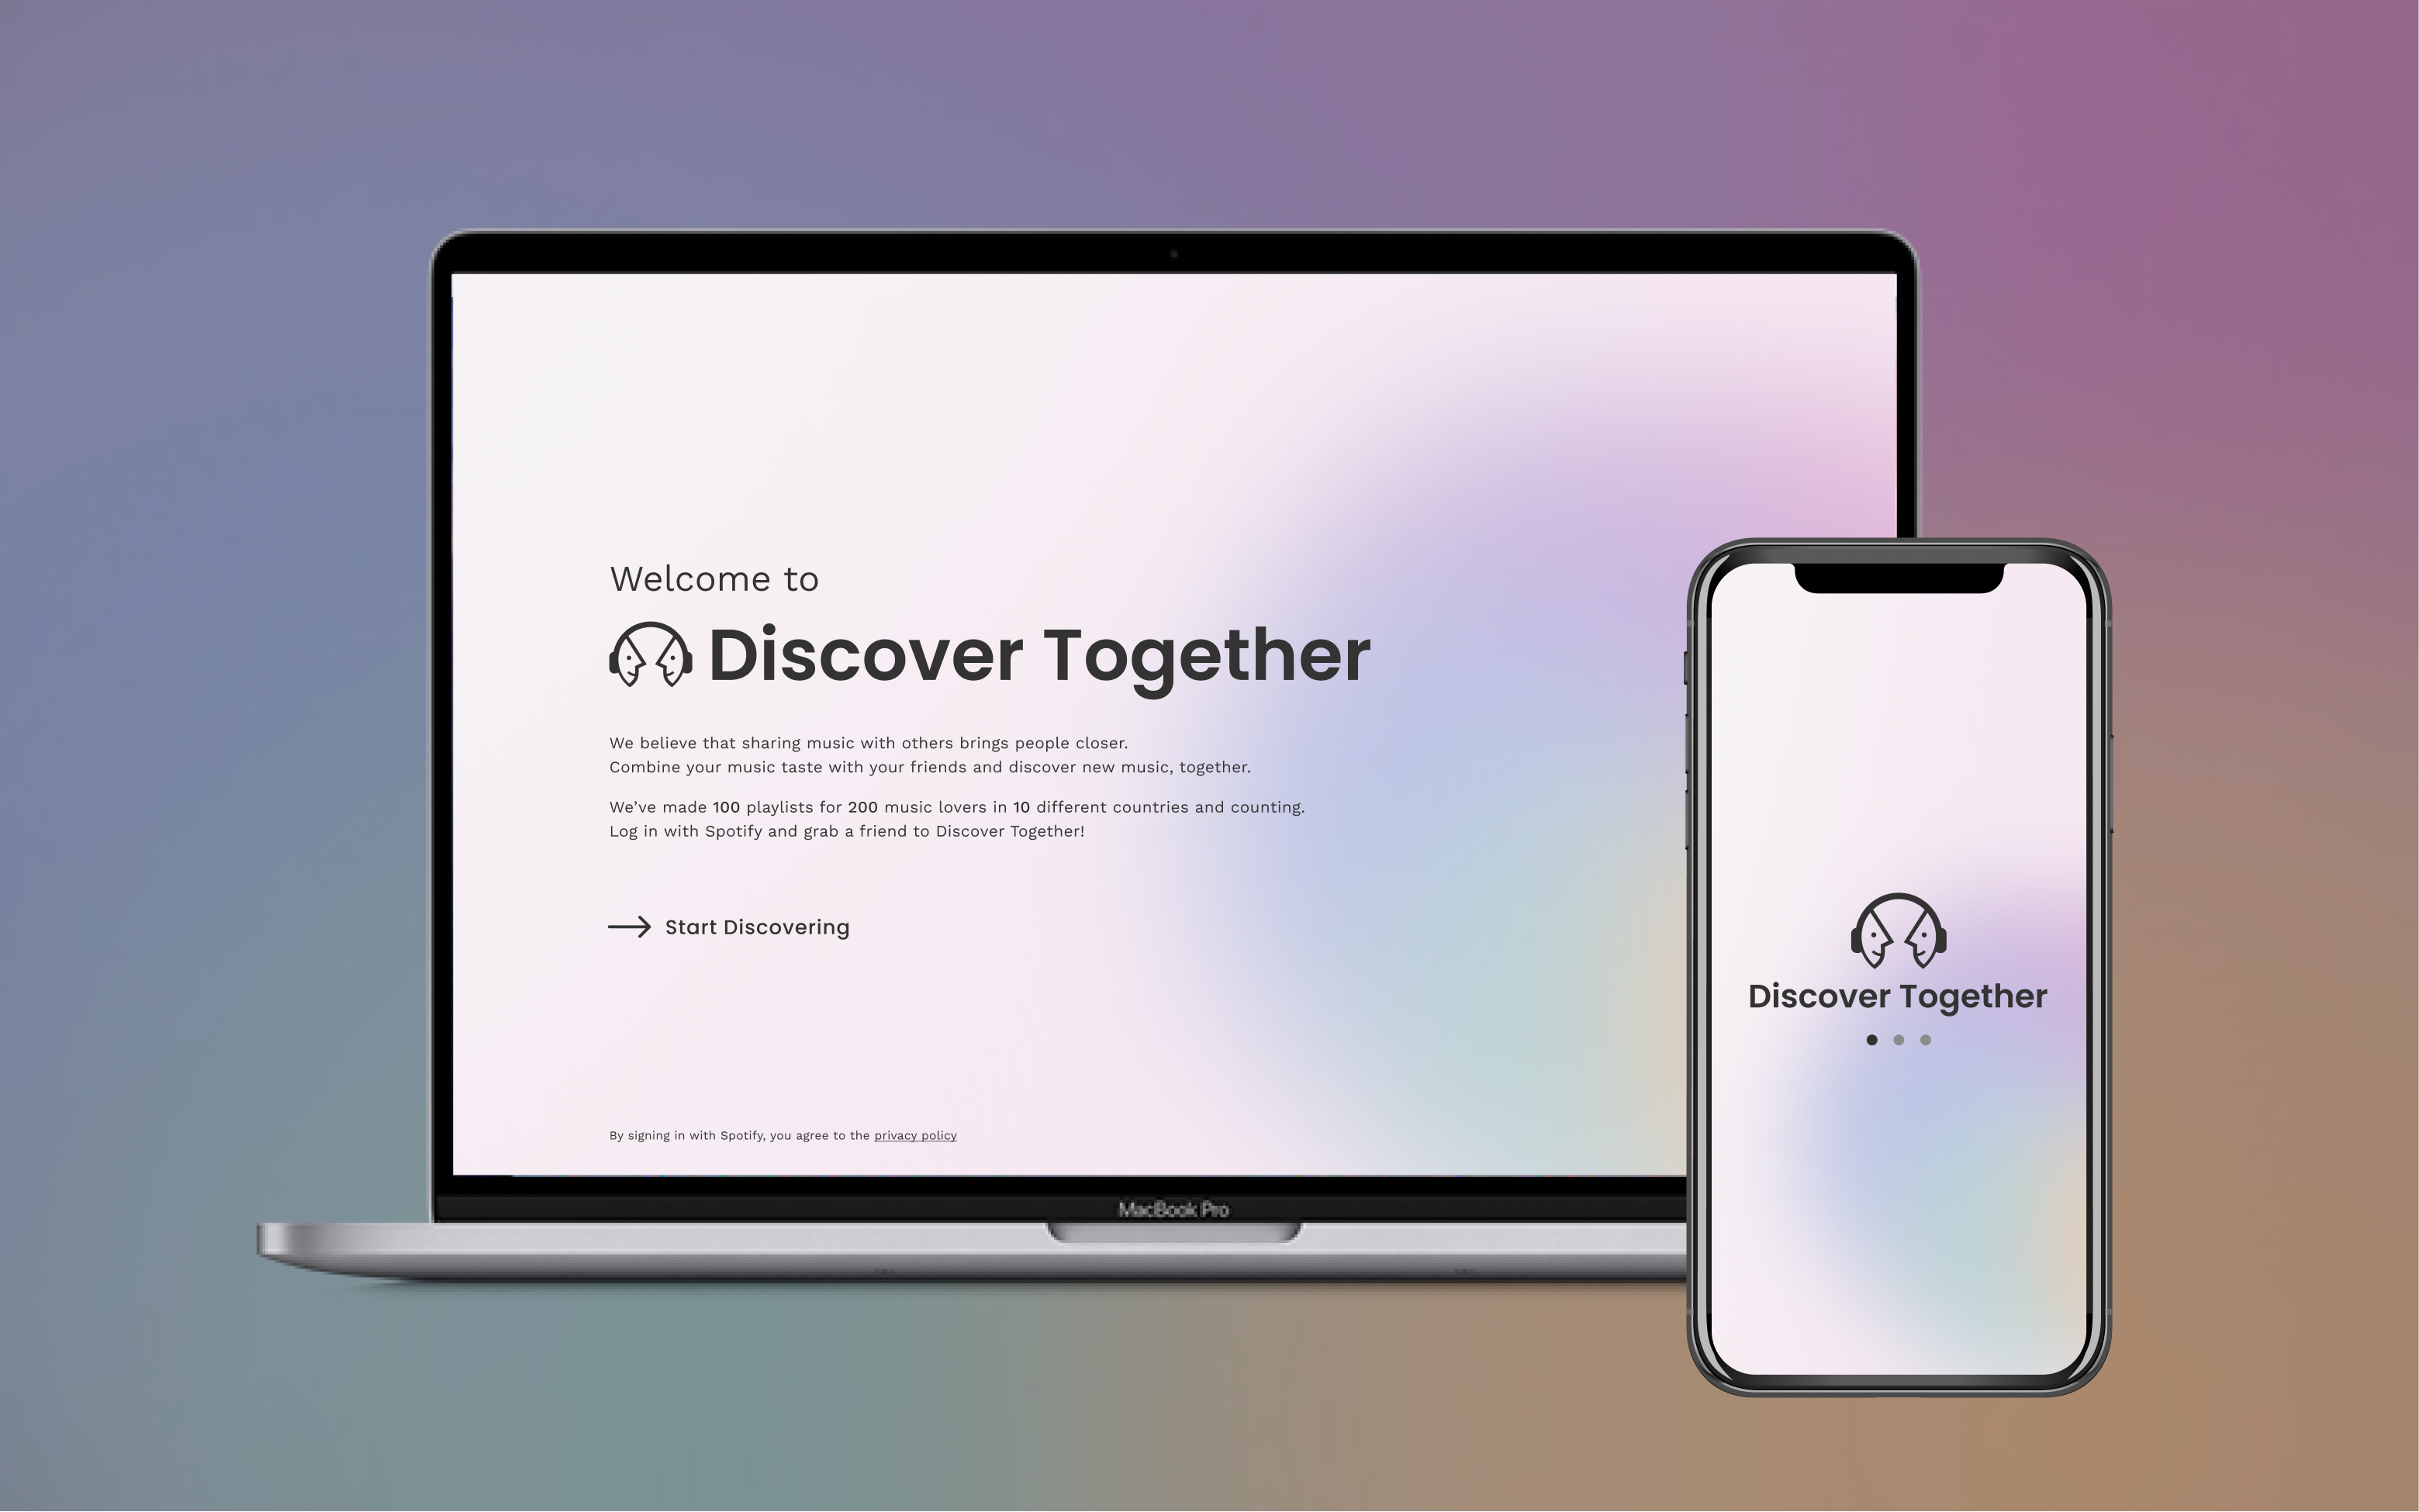 Welcome to
Discover Together
We believe that sharing music with others brings people closer.
Combine your music taste with your friends and discover new music, together.
We’ve made 100 playlists for 200 music lovers in 10 different countries and counting.
Log in with Spotify and grab a friend to Discover Together!
Start Discovering
By signing in with Spotify, you agree to the privacy policy
MacBook Pro
Discover Together